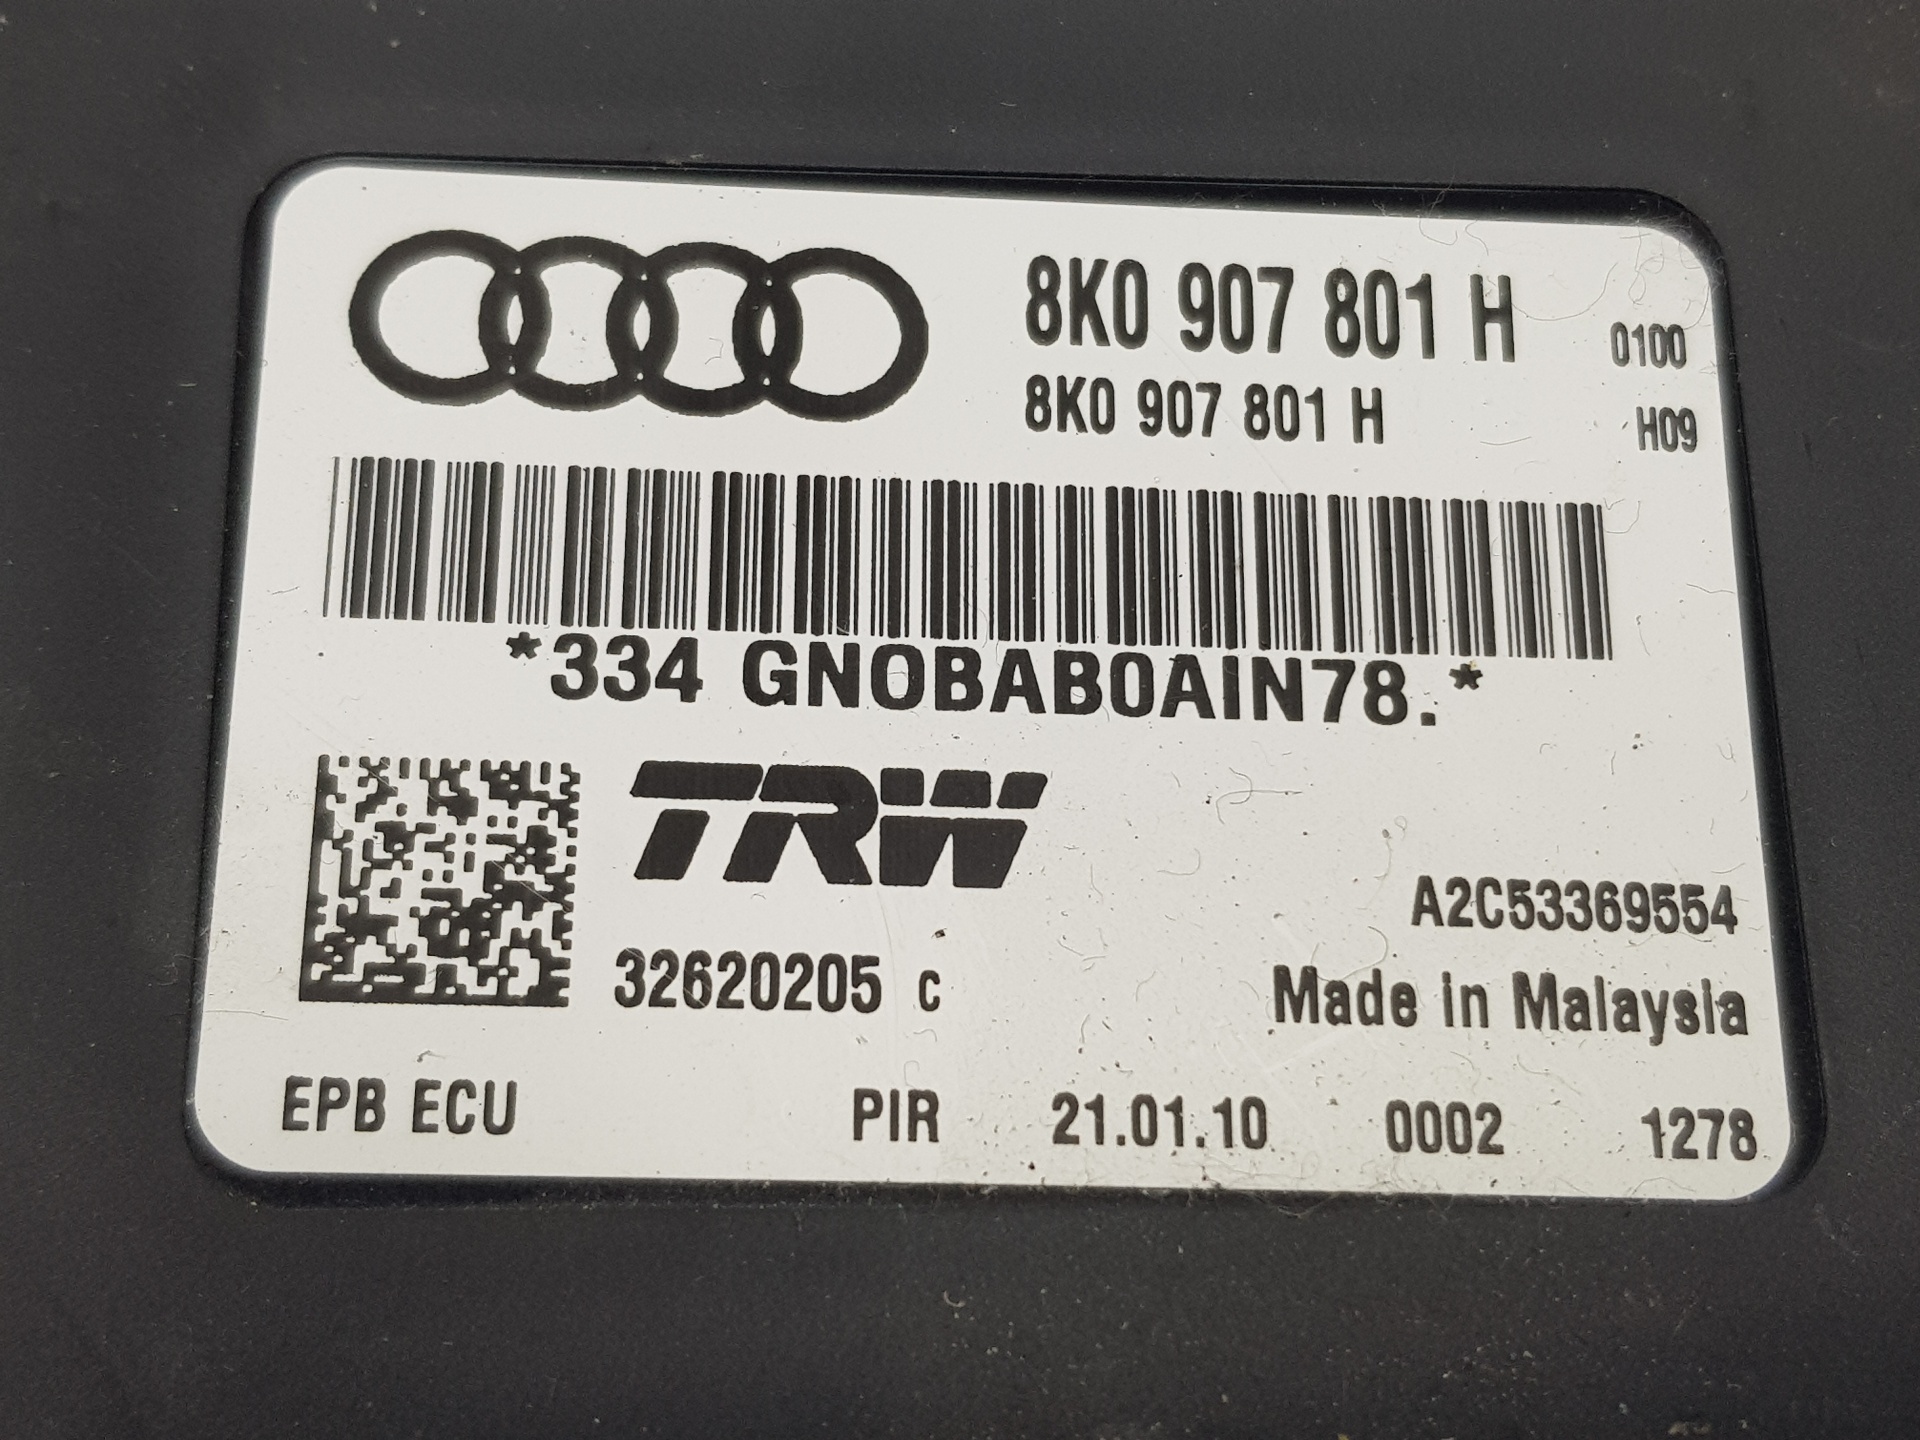 8K0 907 801 H 0100
8K0 907 801 H H09
*334 GNOBAB0AIN78.*
TRW
A2C53369554
32620205 C
Made in Malaysia
EPB ECU PIR 21.01.10 0002 1278